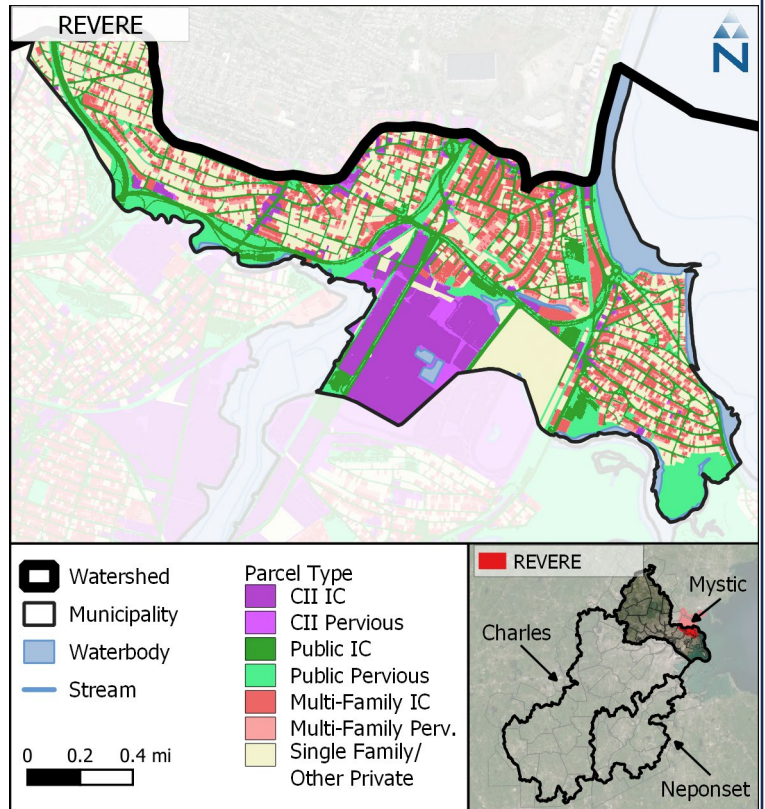 REVERE
N
Watershed
Municipality
Waterbody
Stream
0 0.2 0.4 mi
Parcel Type
CII IC
CII Pervious
Public IC
Public Pervious
Multi-Family IC
Multi-Family Perv.
Single Family/
Other Private
REVERE
Mystic
Charles
Neponset